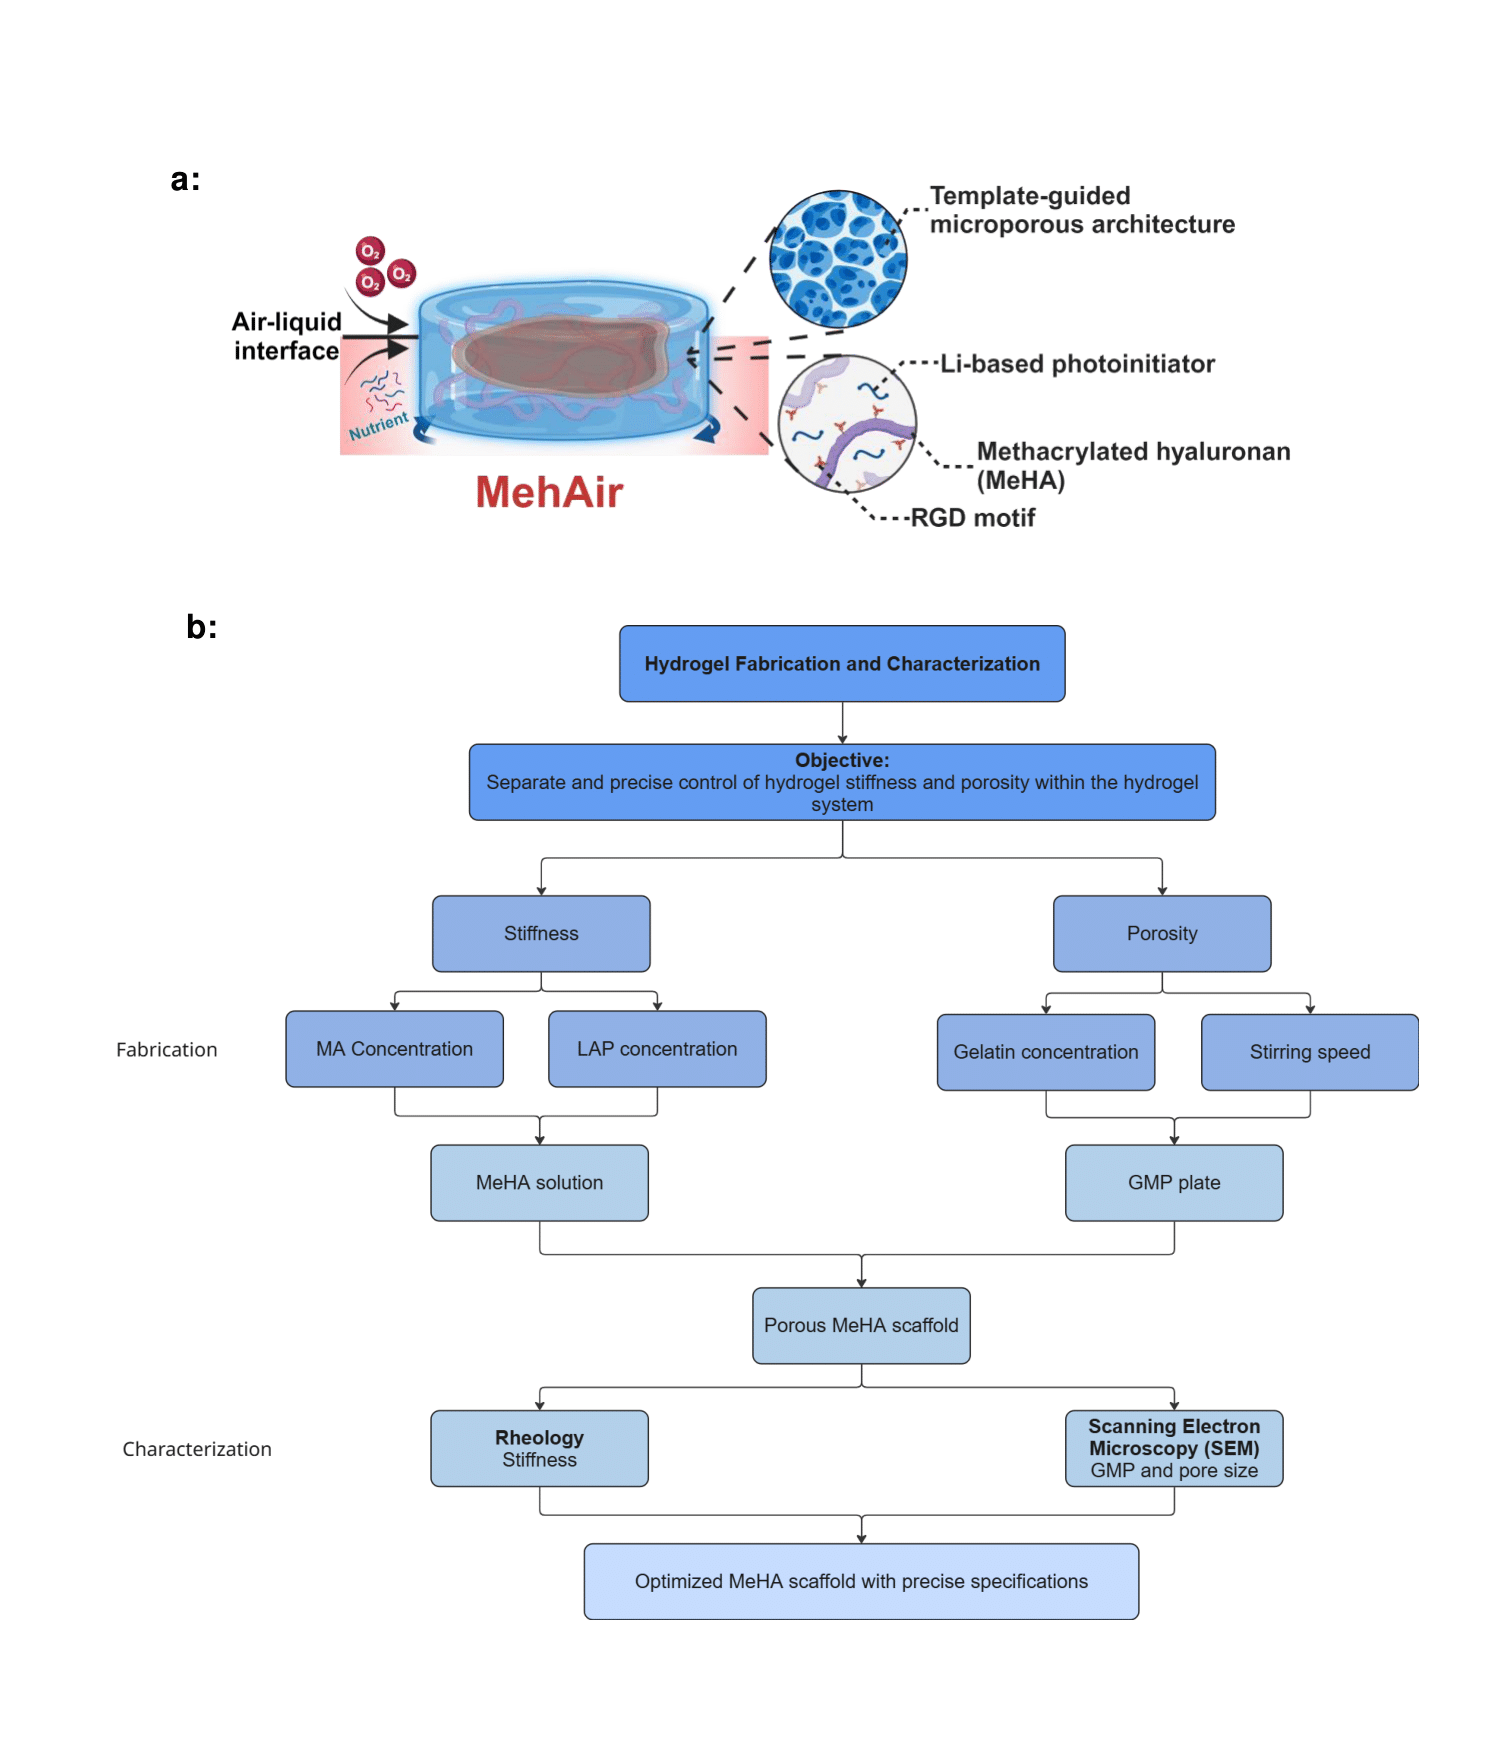 a:
O2
O2
O2
Air-liquid
interface
Nutrient
MehAir
Template-guided
microporous architecture
Li-based photoinitiator
Methacrylated hyaluronan
(MeHA)
RGD motif
b:
Hydrogel Fabrication and Characterization
Objective:
Separate and precise control of hydrogel stiffness and porosity within the hydrogel
system
Stiffness
Porosity
Fabrication
MA Concentration
LAP concentration
Gelatin concentration
Stirring speed
MeHA solution
GMP plate
Porous MeHA scaffold
Characterization
Rheology
Stiffness
Scanning Electron
Microscopy (SEM)
GMP and pore size
Optimized MeHA scaffold with precise specifications